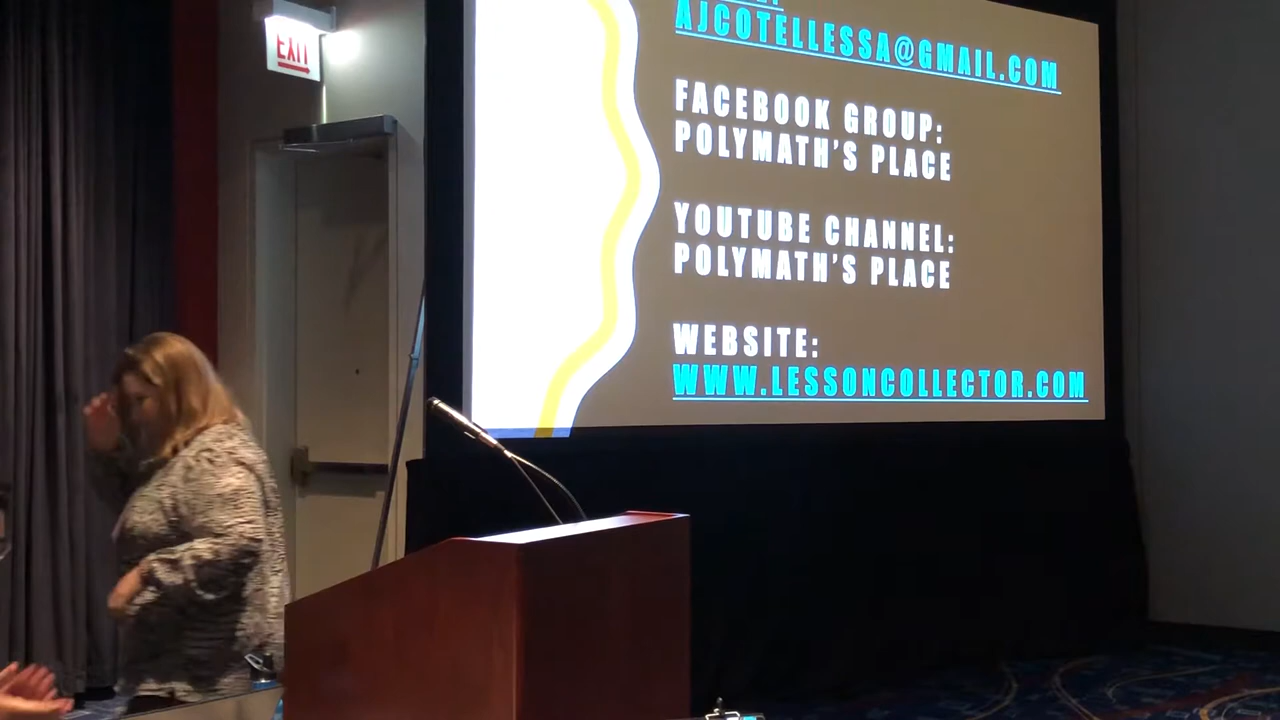 EXIT
AJCOTELLESSA@GMAIL.COM
FACEBOOK GROUP:
POLYMATH'S PLACE
YOUTUBE CHANNEL:
POLYMATH'S PLACE
WEBSITE:
WWW.LESSONCOLLECTOR.COM